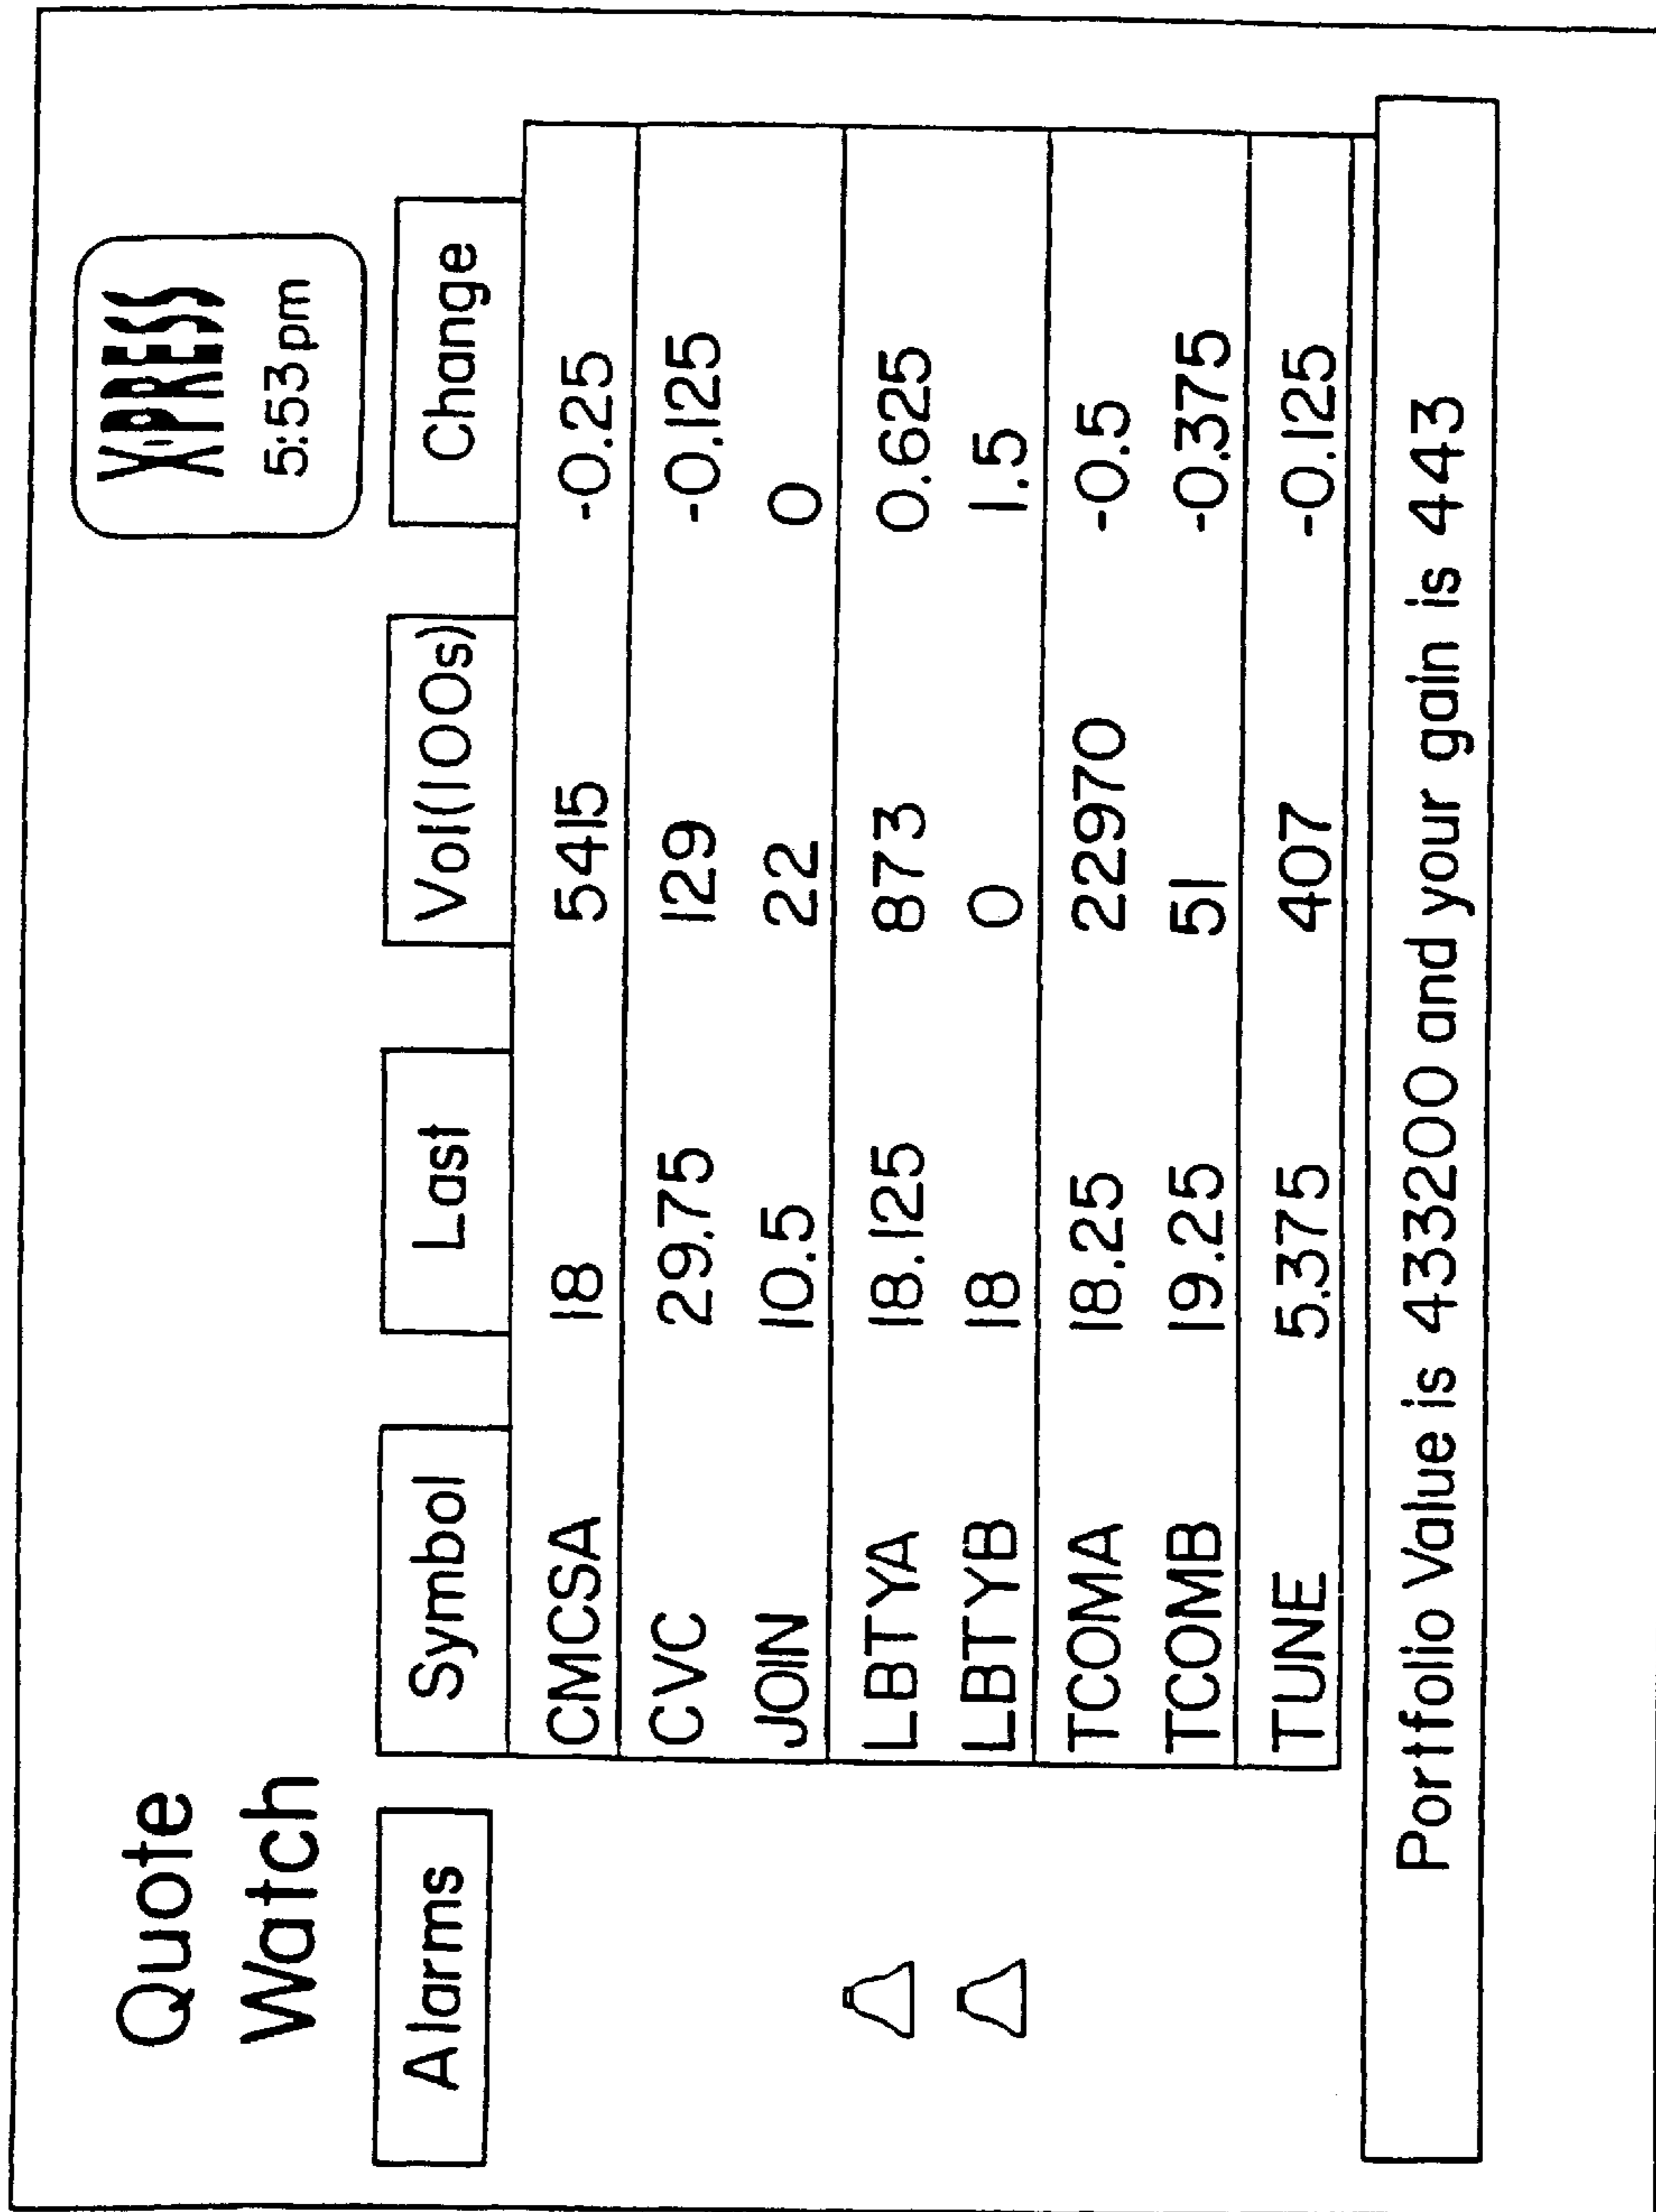 Quote
Watch
XPRESS
5:53pm
Alarms Symbol Last Vol(100s) Change
CMCSA 18 5415 -0.25
CVC 29.75 129 -0.125
JOIN 10.5 22 0
LBTYA 18.125 873 0.625
LBTYB 18 0 1.5
TCOMA 18.25 22970 -0.5
TCOMB 19.25 51 -0.375
TUNE 5.375 407 -0.125
Portfolio Value is 433200 and your gain is 443